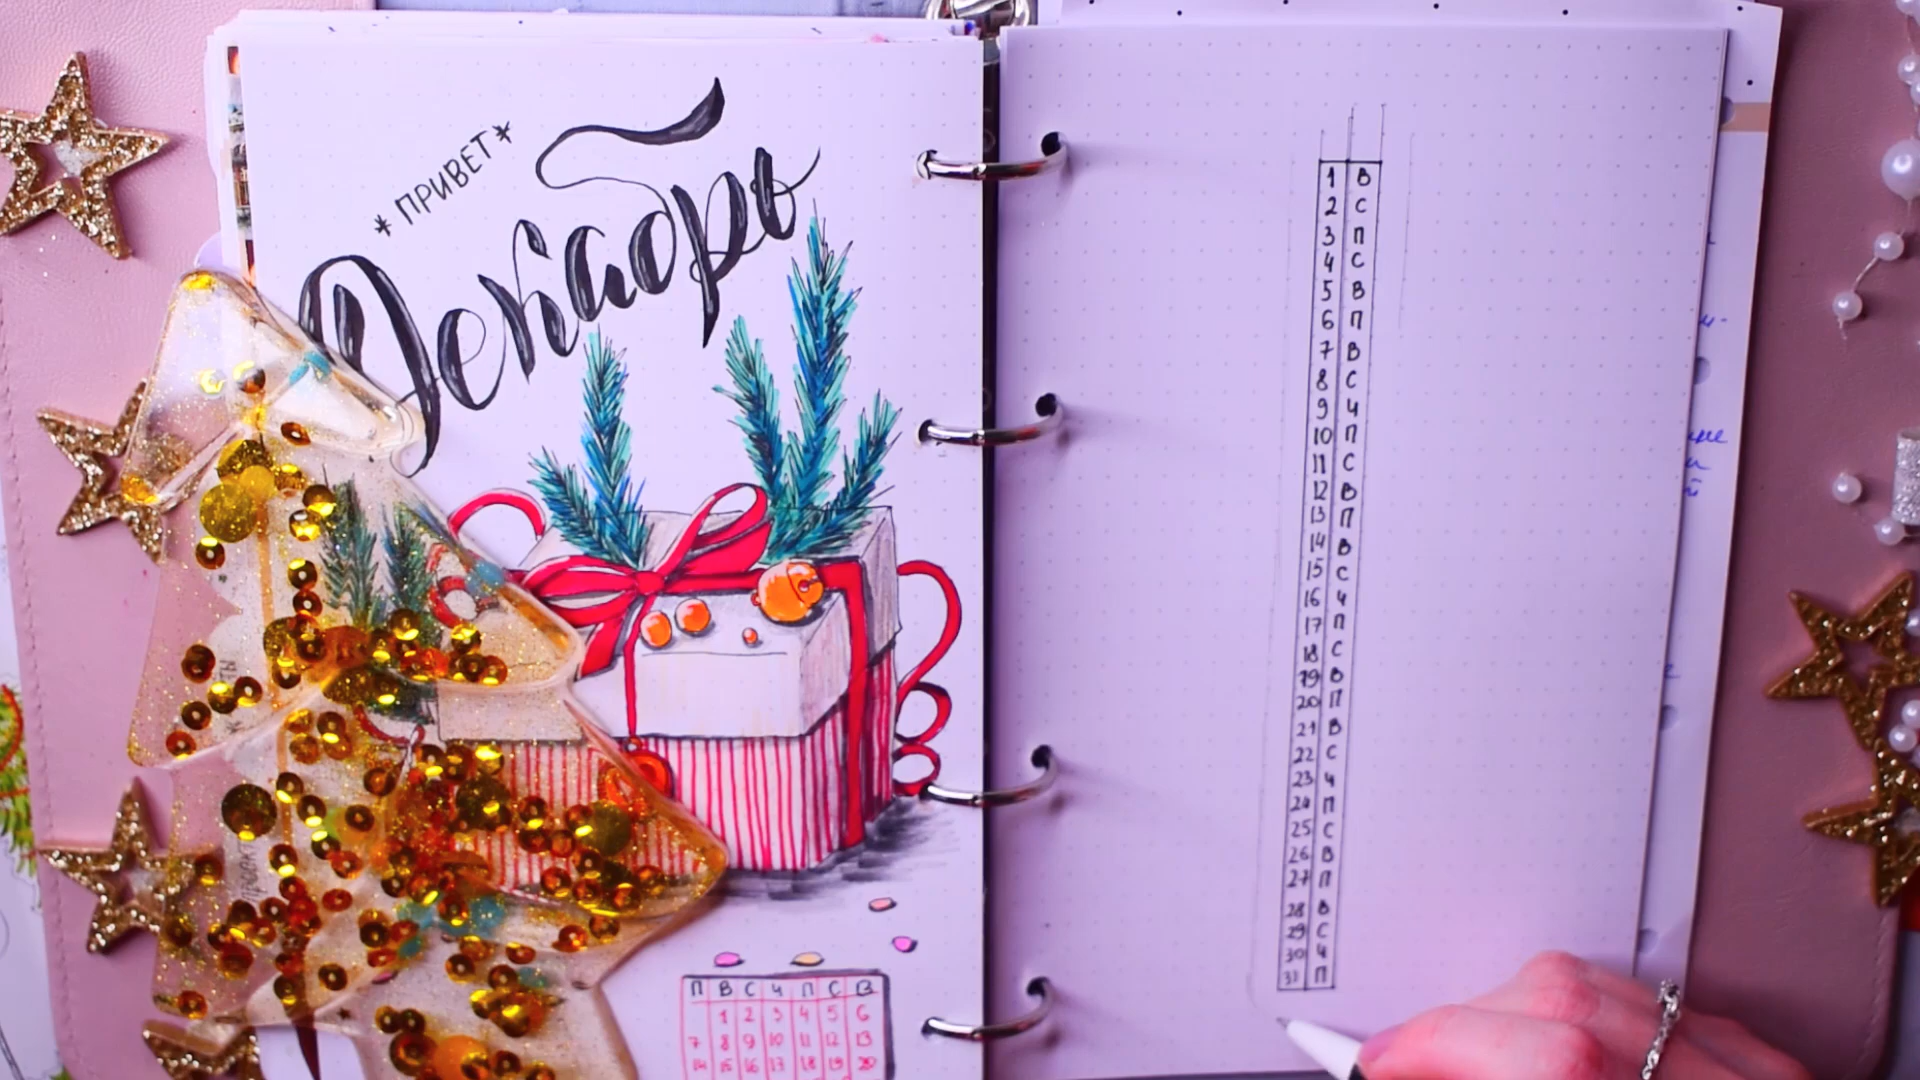 * ПРИВЕТ *
Декабрь
П В С Ч П С В
1 2 3 4 5 6
7 8 9 10 11 12 13
14 15 16 17 18 19 20
1 В
2 С
3 П
4 С
5 В
6 П
7 В
8 С
9 Ч
10 П
11 С
12 В
13 П
14 В
15 С
16 Ч
17 П
18 С
19 В
20 П
21 В
22 С
23 Ч
24 П
25 С
26 В
27 П
28 В
29 С
30 Ч
31 П